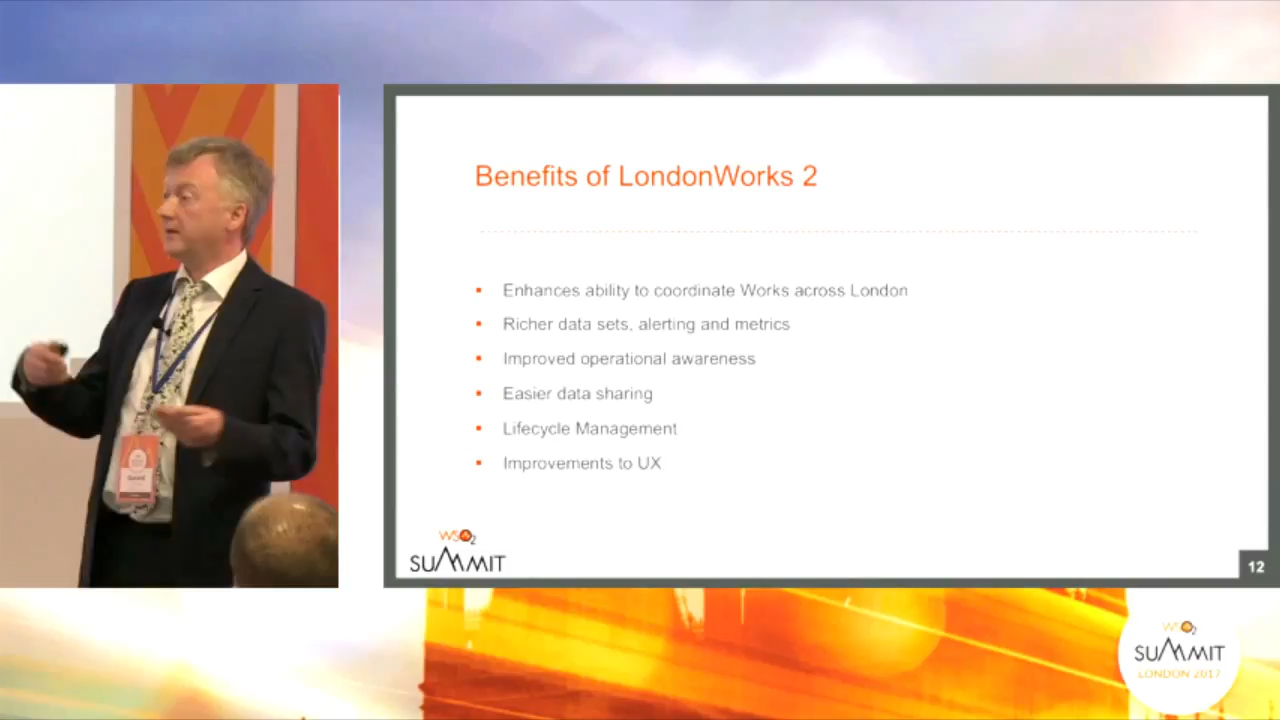 Benefits of LondonWorks 2
Enhances ability to coordinate Works across London
Richer data sets, alerting and metrics
Improved operational awareness
Easier data sharing
Lifecycle Management
Improvements to UX
WSO2
SUMMIT
12
WSO2
SUMMIT
LONDON 2017